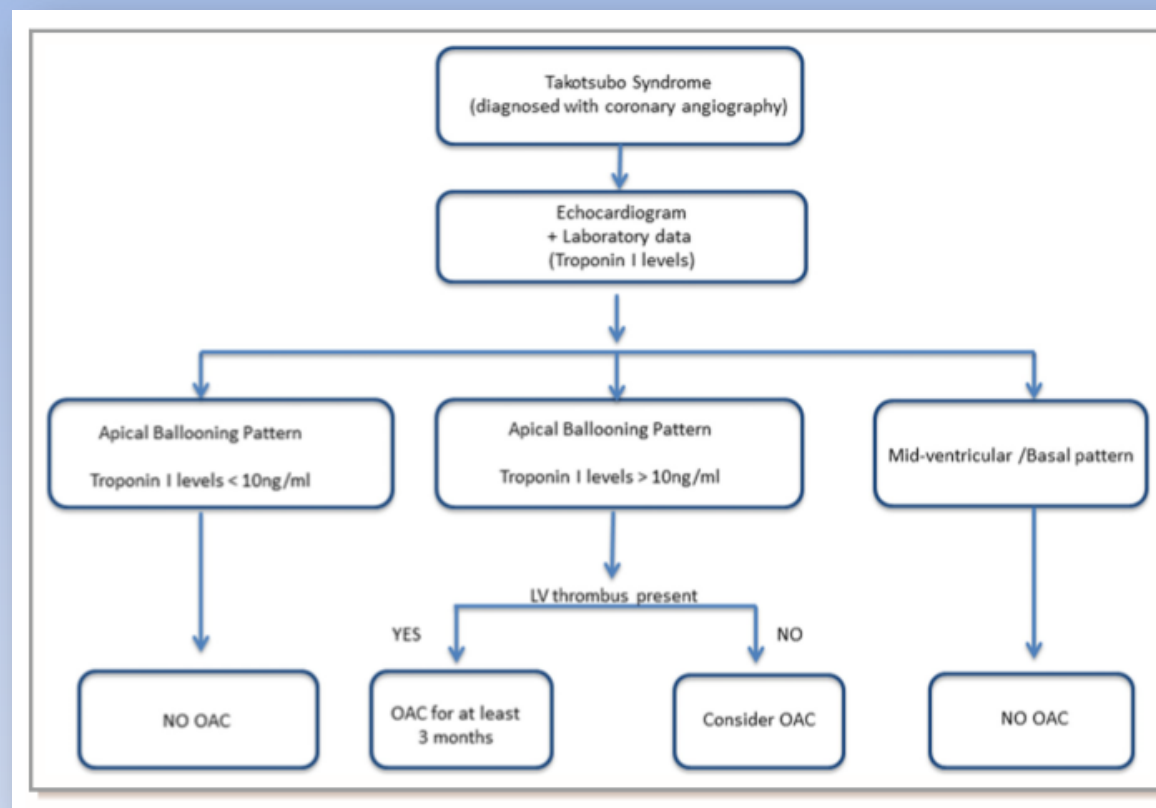 Takotsubo Syndrome
(diagnosed with coronary angiography)
Echocardiogram
+ Laboratory data
(Troponin I levels)
Apical Ballooning Pattern
Troponin I levels < 10ng/ml
Apical Ballooning Pattern
Troponin I levels > 10ng/ml
Mid-ventricular /Basal pattern
LV thrombus present
YES
NO
NO OAC
OAC for at least
3 months
Consider OAC
NO OAC